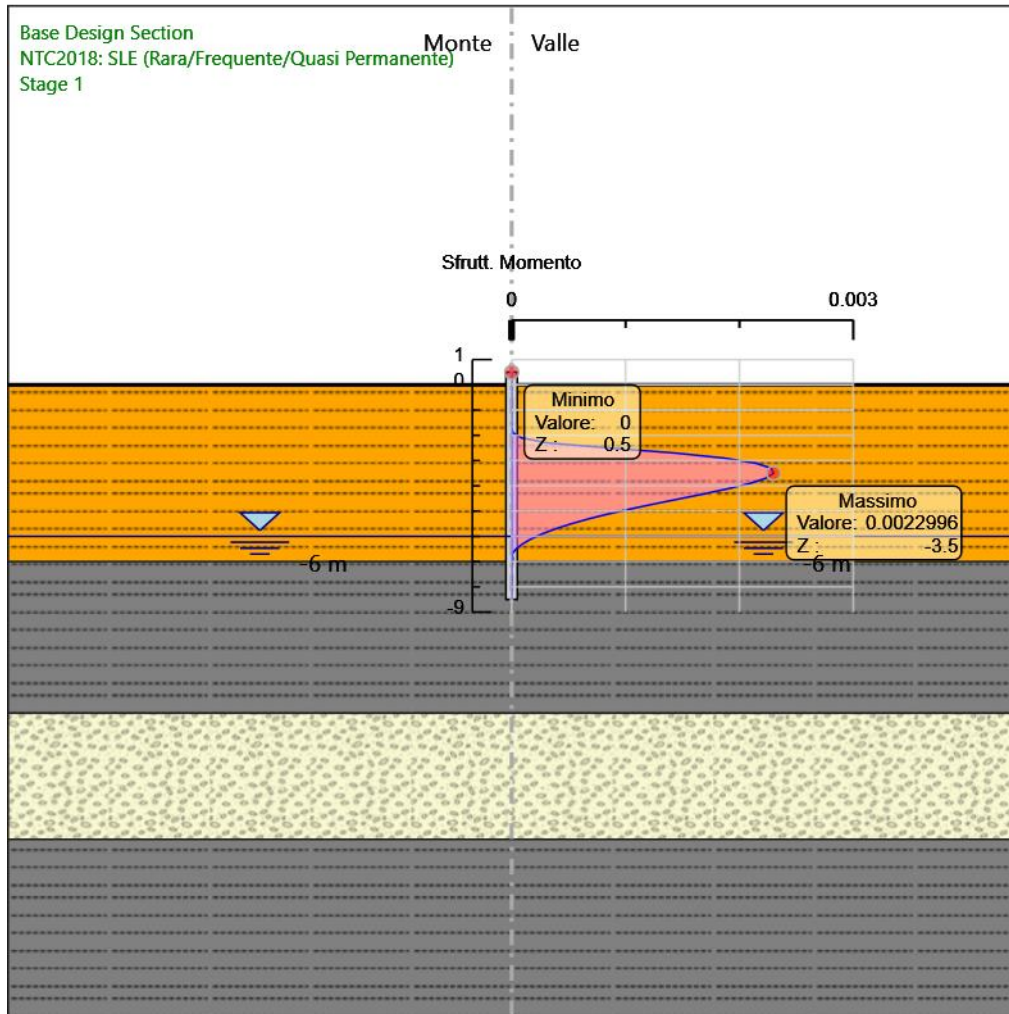 Base Design Section
NTC2018: SLE (Rara/Frequente/Quasi Permanente)
Stage 1
Monte
Valle
Sfrutt. Momento
0
0.003
1
0
Minimo
Valore: 0
Z : 0.5
Massimo
Valore: 0.0022996
Z : -3.5
-6 m
-6 m
-9